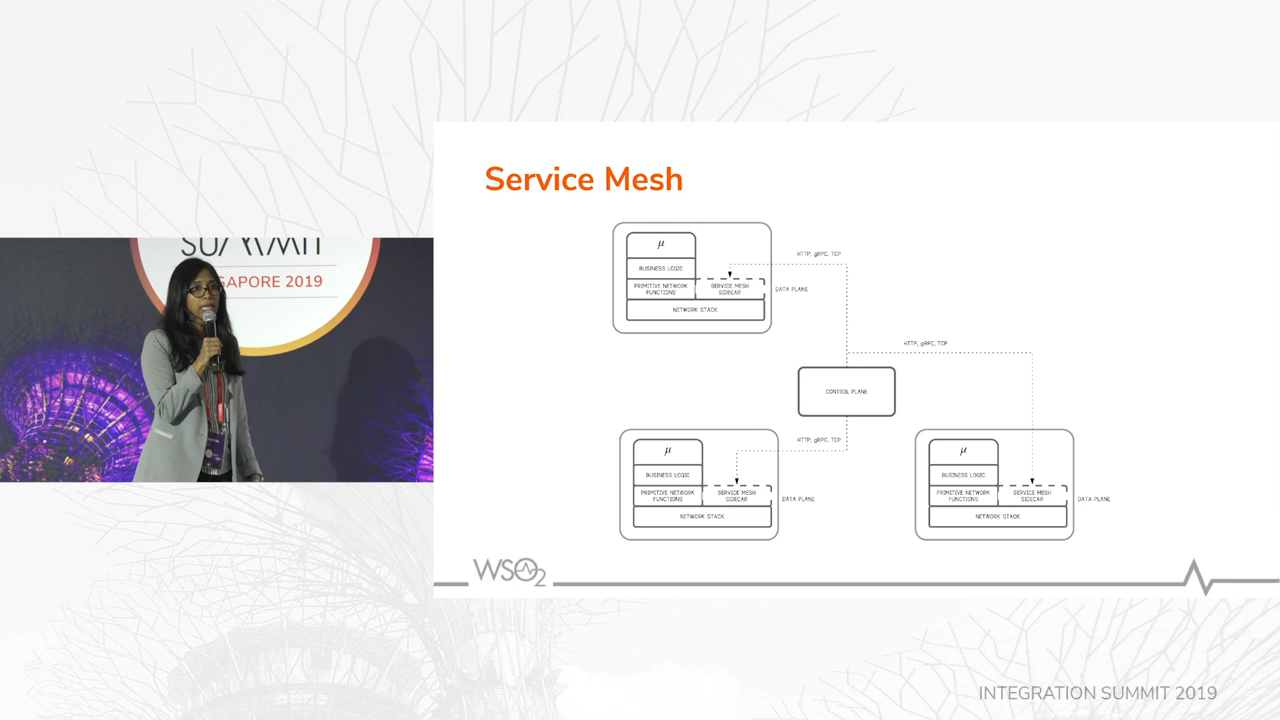 SUMMIT
GAPORE 2019
Service Mesh
μ
BUSINESS LOGIC
PRIMITIVE NETWORK
FUNCTIONS
SERVICE MESH
SIDECAR
NETWORK STACK
DATA PLANE
HTTP, gRPC, TCP
HTTP, gRPC, TCP
CONTROL PLANE
HTTP, gRPC, TCP
μ
BUSINESS LOGIC
PRIMITIVE NETWORK
FUNCTIONS
SERVICE MESH
SIDECAR
NETWORK STACK
DATA PLANE
μ
BUSINESS LOGIC
PRIMITIVE NETWORK
FUNCTIONS
SERVICE MESH
SIDECAR
NETWORK STACK
DATA PLANE
WSO2
INTEGRATION SUMMIT 2019